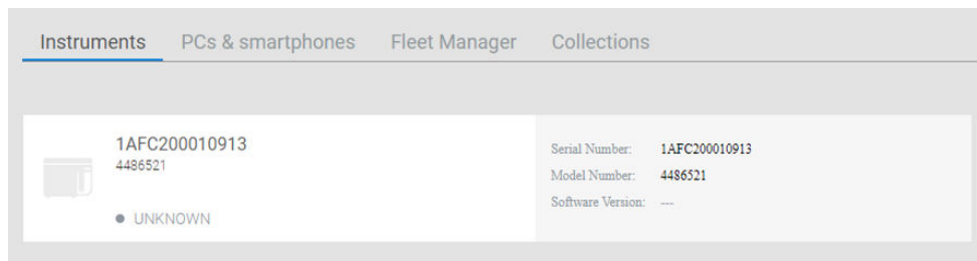 Instruments PCs & smartphones Fleet Manager Collections
1AFC200010913
4486521
● UNKNOWN
Serial Number: 1AFC200010913
Model Number: 4486521
Software Version: ---